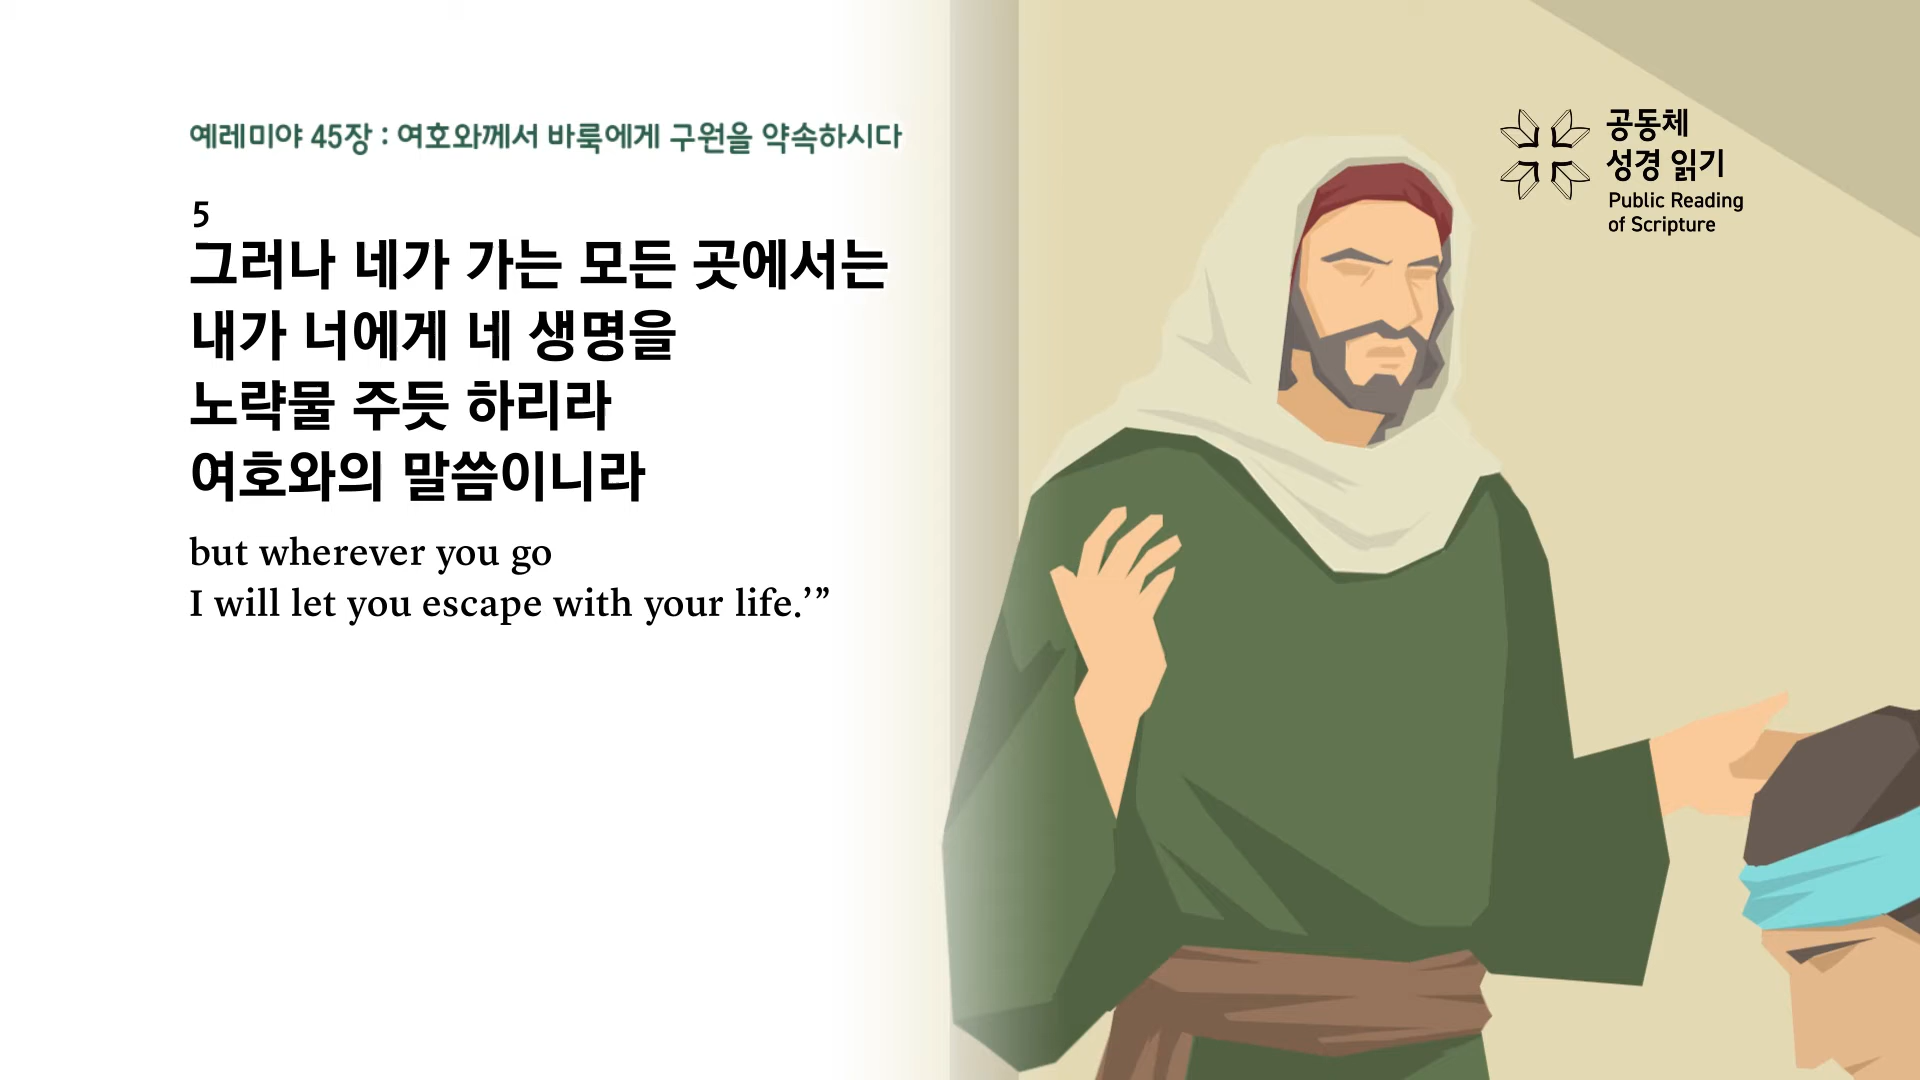 예레미야 45장 : 여호와께서 바룩에게 구원을 약속하시다
5
그러나 네가 가는 모든 곳에서는
내가 너에게 네 생명을
노략물 주듯 하리라
여호와의 말씀이니라
but wherever you go
I will let you escape with your life.’”
공동체
성경 읽기
Public Reading
of Scripture